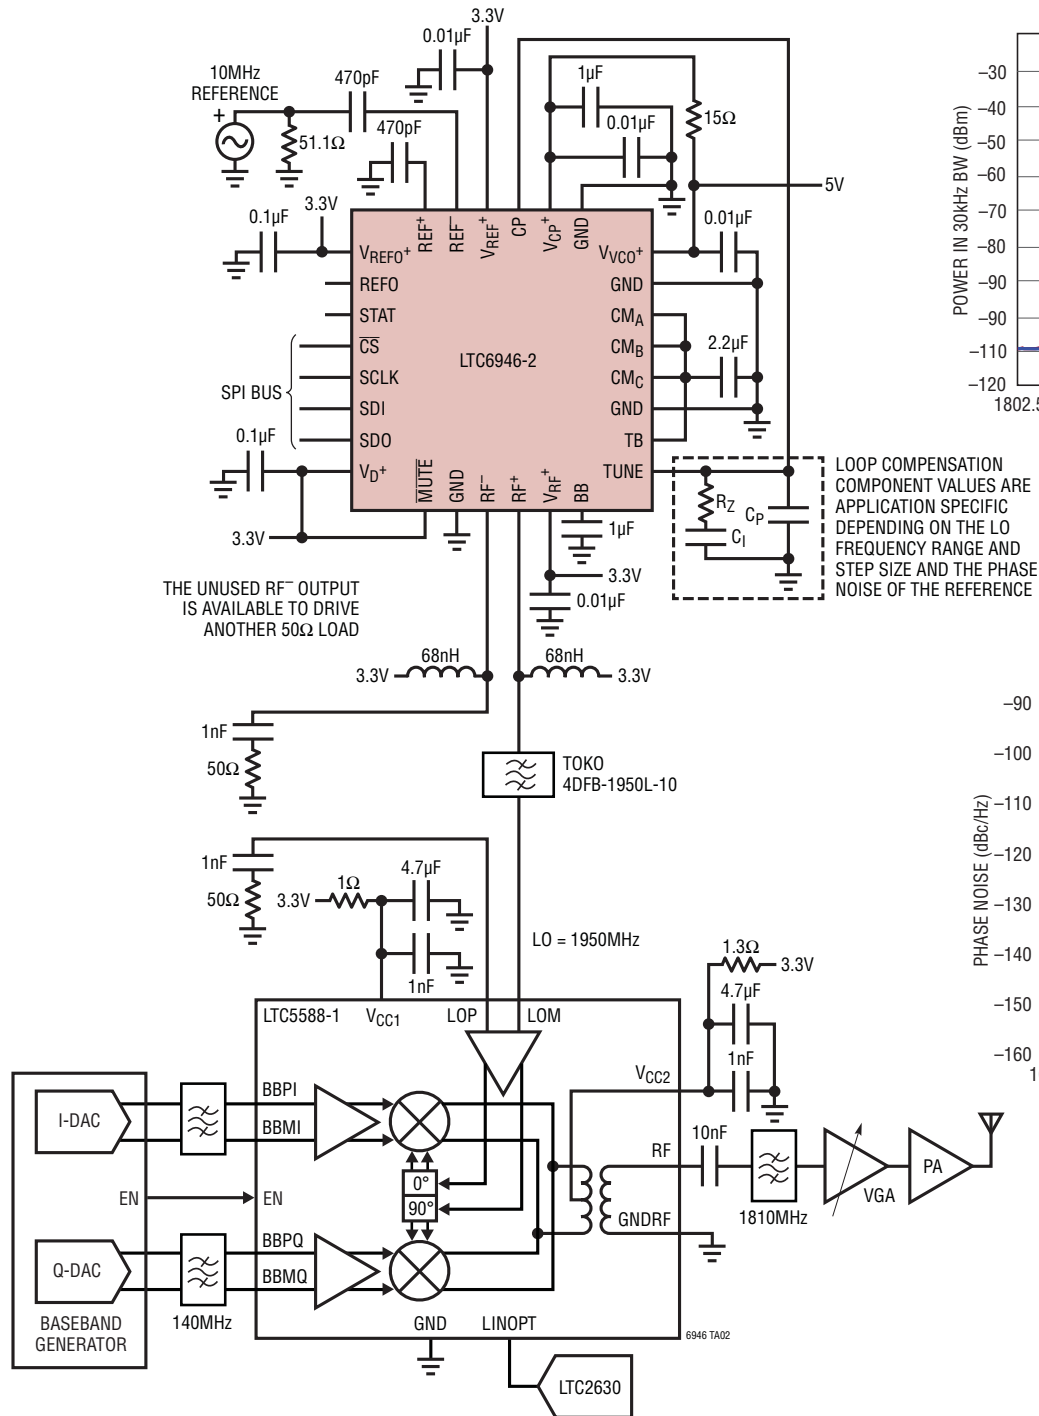 3.3V
0.01µF
10MHz
REFERENCE
+
470pF
51.1Ω
470pF
1µF
0.01µF
15Ω
5V
3.3V
0.1µF
0.01µF
REF+
REF–
VREF+
CP
VCP+
GND
VREFO+
REFO
STAT
CS
SCLK
SDI
SDO
VD+
SPI BUS
LTC6946-2
VVCO+
GND
CMA
CMB
CMC
GND
TB
TUNE
2.2µF
0.1µF
3.3V
MUTE
GND
RF–
RF+
VRF+
BB
1µF
3.3V
0.01µF
RZ
CI
CP
LOOP COMPENSATION
COMPONENT VALUES ARE
APPLICATION SPECIFIC
DEPENDING ON THE LO
FREQUENCY RANGE AND
STEP SIZE AND THE PHASE
NOISE OF THE REFERENCE
THE UNUSED RF– OUTPUT
IS AVAILABLE TO DRIVE
ANOTHER 50Ω LOAD
3.3V
68nH
68nH
3.3V
1nF
50Ω
TOKO
4DFB-1950L-10
1nF
50Ω
3.3V
1Ω
4.7µF
1nF
LO = 1950MHz
1.3Ω
3.3V
4.7µF
1nF
LTC5588-1
VCC1
LOP
LOM
VCC2
I-DAC
BBPI
BBMI
EN
EN
0°
90°
RF
10nF
GNDRF
1810MHz
VGA
PA
Q-DAC
BBPQ
BBMQ
BASEBAND
GENERATOR
140MHz
GND
LINOPT
6946 TA02
LTC2630
POWER IN 30kHz BW (dBm)
–30
–40
–50
–60
–70
–80
–90
–90
–110
–120
1802.5
PHASE NOISE (dBc/Hz)
–90
–100
–110
–120
–130
–140
–150
–160
1